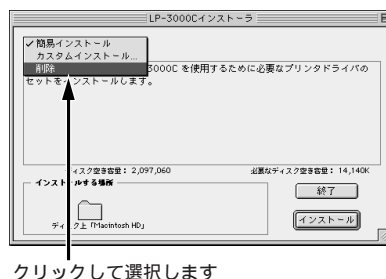 LP-3000Cインストーラ
✓簡易インストール
カスタムインストール...
削除
3000C を使用するために必要なプリンタドライバの
セットをインストールします。
ィスク空き容量： 2,097,060
必要なディスク空き容量： 14,140K
インストールする場所
ディスク上「Macintosh HD」
終了
インストール
クリックして選択します